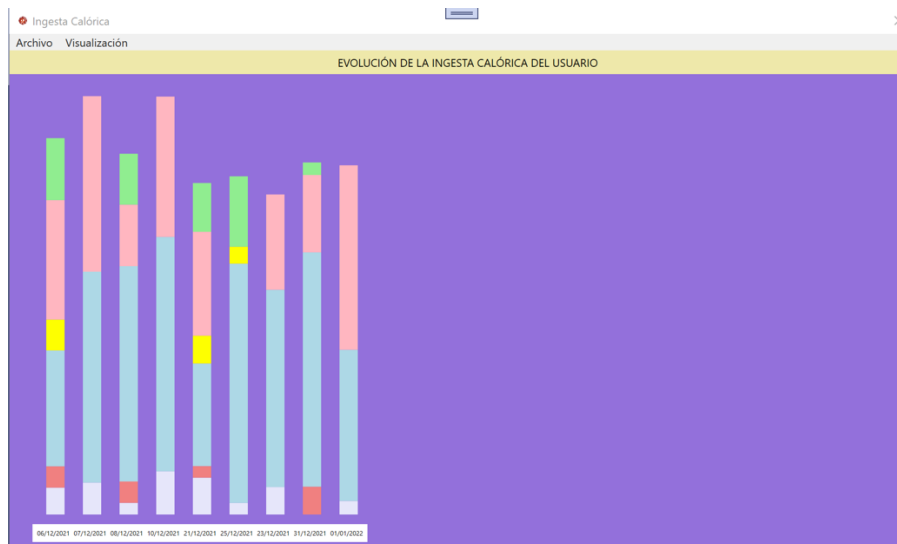 Ingesta Calórica
Archivo Visualización
EVOLUCIÓN DE LA INGESTA CALÓRICA DEL USUARIO
06/12/2021 07/12/2021 08/12/2021 10/12/2021 21/12/2021 25/12/2021 23/12/2021 31/12/2021 01/01/2022